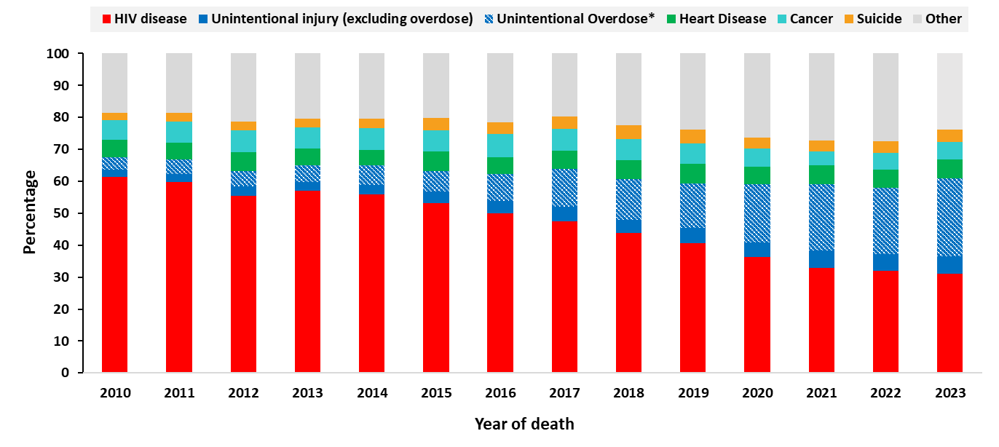 HIV disease Unintentional injury (excluding overdose) Unintentional Overdose* Heart Disease Cancer Suicide Other
100
90
80
70
60
50
40
30
20
10
0
Percentage
2010 2011 2012 2013 2014 2015 2016 2017 2018 2019 2020 2021 2022 2023
Year of death